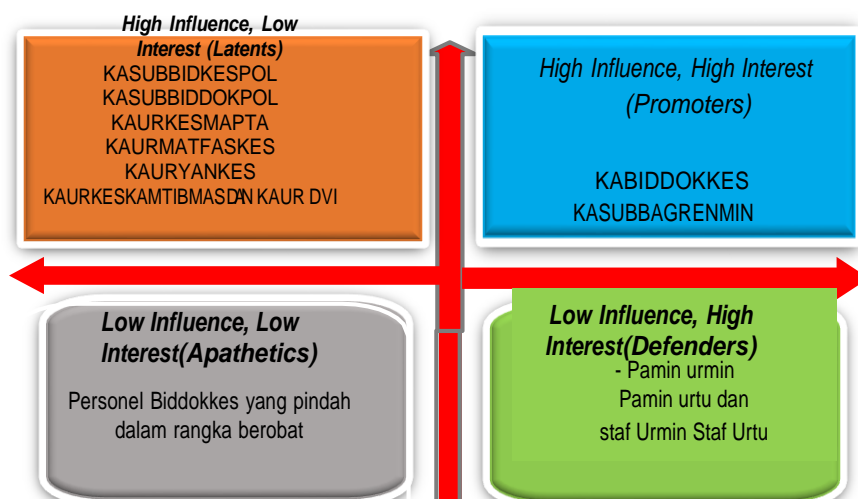 High Influence, Low
Interest (Latents)
KASUBBIDKESPOL
KASUBBIDDOKPOL
KAURKESMAPTA
KAURMATFASKES
KAURYANKES
KAURKESKAMTIBMASDAN KAUR DVI
High Influence, High Interest
(Promoters)
KABIDDOKKES
KASUBBAGRENMIN
Low Influence, Low
Interest(Apathetics)
Personel Biddokkes yang pindah
dalam rangka berobat
Low Influence, High
Interest(Defenders)
- Pamin urmin
Pamin urtu dan
staf Urmin Staf Urtu